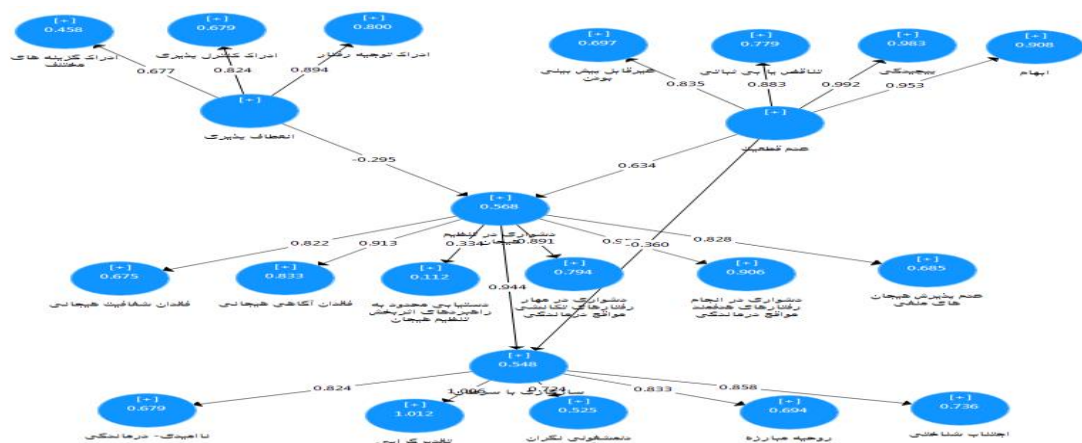 [+]
0.458
ادراک گزینه های
مختلف
[+]
0.679
ادراک کنترل پذیری
[+]
0.800
ادراک توجیه رفتار
[+]
0.697
غیرقابل پیش بینی
بودن
[+]
0.779
تناقض یا بی ثباتی
[+]
0.983
پیچیدگی
[+]
0.908
ابهام
0.677
0.824
0.894
0.835
0.883
0.992
0.953
[+]
انعطاف پذیری
[+]
عدم قطعیت
-0.295
0.634
[+]
0.568
دشواری در تنظیم
هیجان
0.822
0.913
0.334
0.891
-0.360
0.828
[+]
0.675
فقدان شفافیت هیجانی
[+]
0.833
فقدان آگاهی هیجانی
[+]
0.112
دستیابی محدود به
راهبردهای اثربخش
تنظیم هیجان
[+]
0.794
دشواری در مهار
رفتارهای تکانشی
مواقع درماندگی
[+]
0.906
دشواری در انجام
رفتارهای هدفمند
مواقع درماندگی
[+]
0.685
عدم پذیرش هیجان
های منفی
0.944
[+]
0.548
سازگاری با سرطان
0.824
1.006
0.724
0.833
0.858
[+]
0.679
ناامیدی- درماندگی
[+]
1.012
تقدیر گرایی
[+]
0.525
دلمشغولی نگران
[+]
0.694
روحیه مبارزه
[+]
0.736
اجتناب شناختی